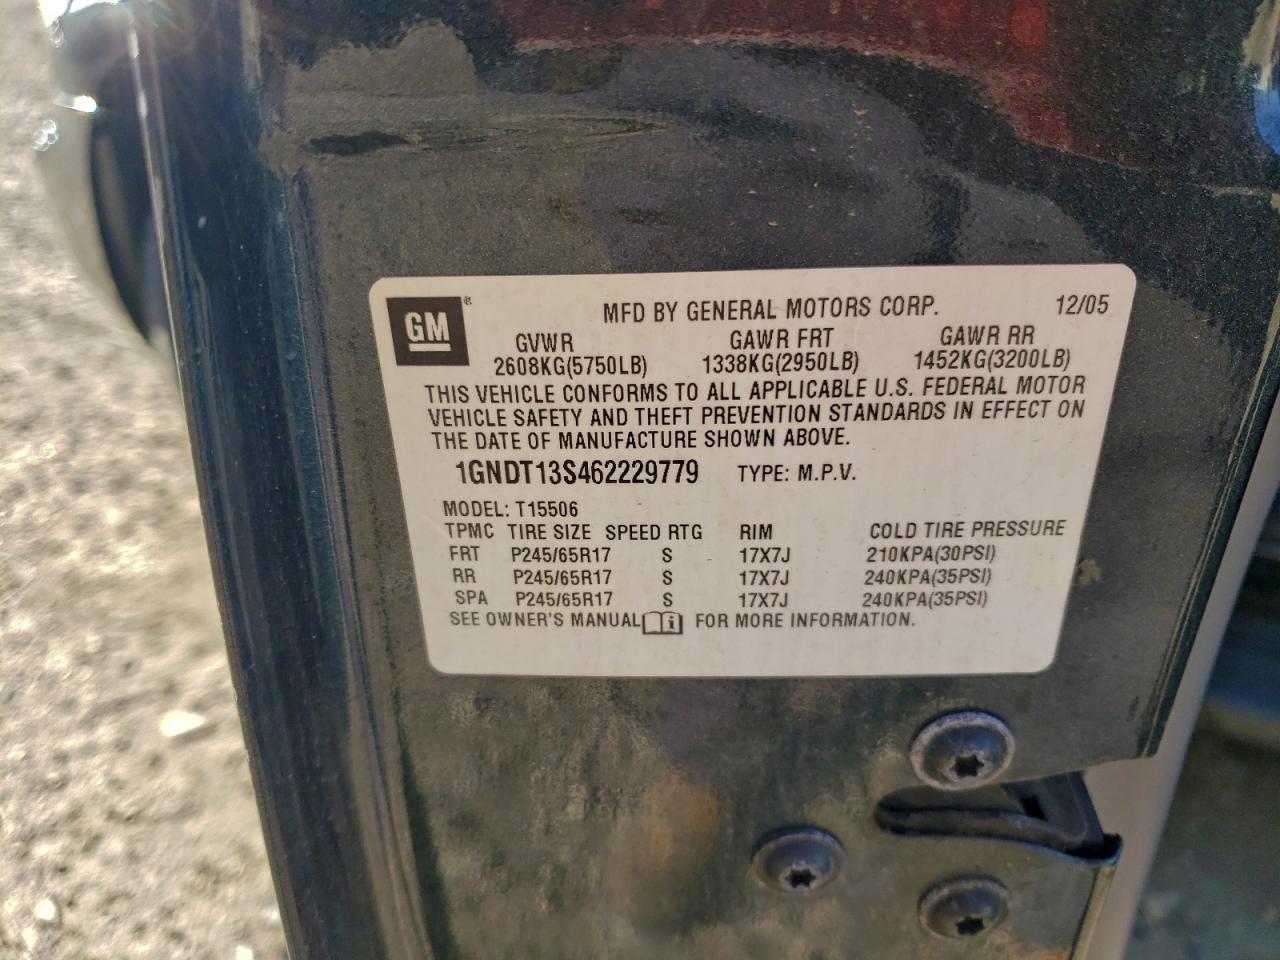 GM ®
MFD BY GENERAL MOTORS CORP. 12/05
GVWR GAWR FRT GAWR RR
2608KG(5750LB) 1338KG(2950LB) 1452KG(3200LB)
THIS VEHICLE CONFORMS TO ALL APPLICABLE U.S. FEDERAL MOTOR
VEHICLE SAFETY AND THEFT PREVENTION STANDARDS IN EFFECT ON
THE DATE OF MANUFACTURE SHOWN ABOVE.
1GNDT13S462229779 TYPE: M.P.V.
MODEL: T15506
TPMC TIRE SIZE SPEED RTG RIM COLD TIRE PRESSURE
FRT P245/65R17 S 17X7J 210KPA(30PSI)
RR P245/65R17 S 17X7J 240KPA(35PSI)
SPA P245/65R17 S 17X7J 240KPA(35PSI)
SEE OWNER'S MANUAL i FOR MORE INFORMATION.